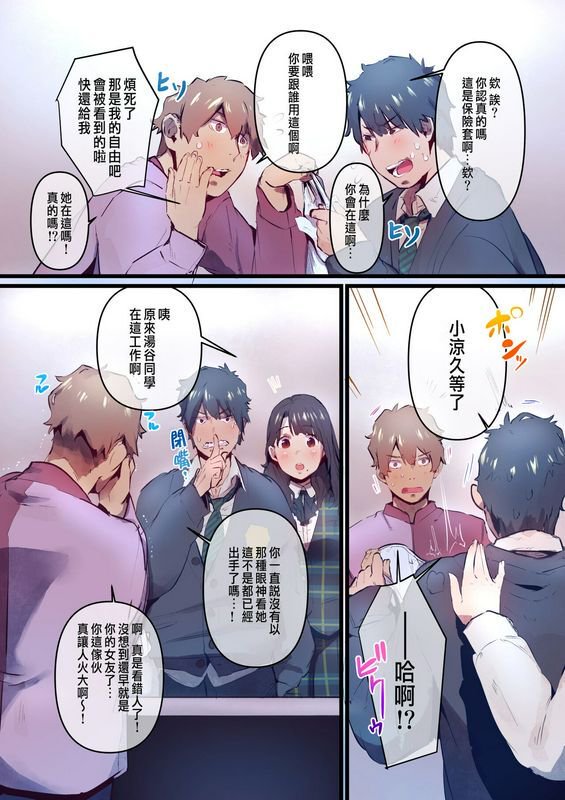 欸 誒?
你認真的嗎
這是保險套啊…欸?
為什麼
你會在這啊…
ヒソ
喂喂
你要跟誰用這個啊
ヒソ
煩死了
那是我的自由吧
會被看到的啦
快還給我
她在這嗎!
真的嗎!?
ポンッ
小涼久等了
——哈啊!?
ビクッ
咦
原來湯谷同學
在這工作啊
閉嘴
你一直說沒有以
那種眼神看她
這不是都已經
出手了嗎…!
啊 真是看錯人了!
沒想到還早就是
你的女友了…
你這傢伙
真讓人火大啊～!